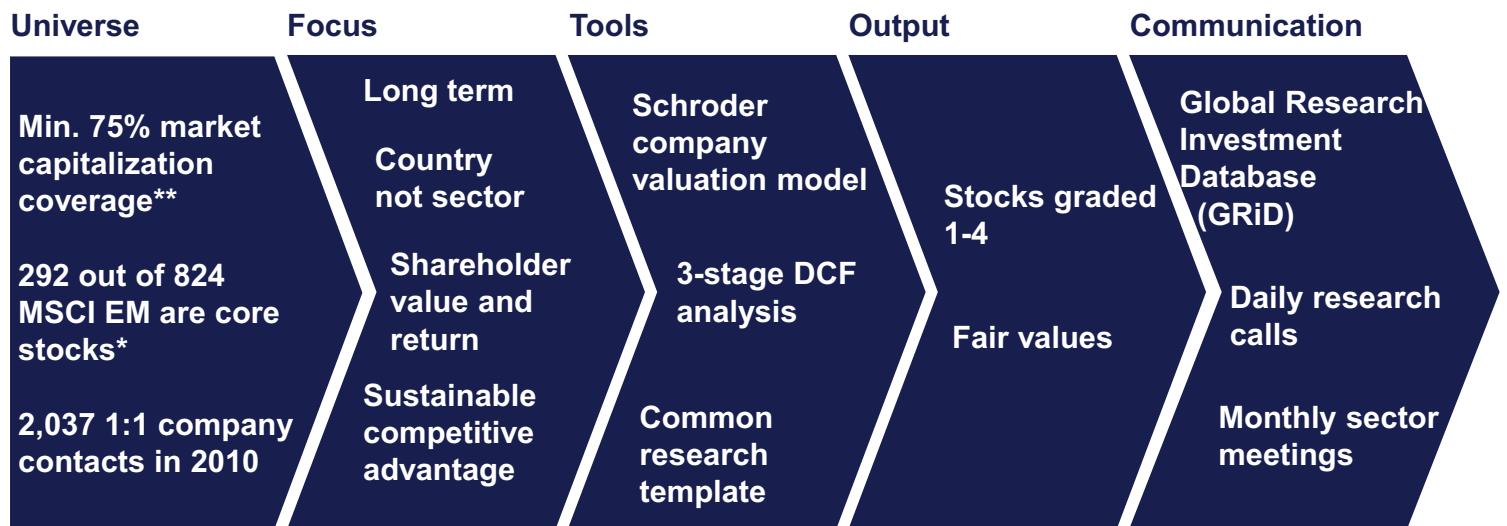 Universe
Focus
Tools
Output
Communication
Min. 75% market
capitalization
coverage**
292 out of 824
MSCI EM are core
stocks*
2,037 1:1 company
contacts in 2010
Long term
Country
not sector
Shareholder
value and
return
Sustainable
competitive
advantage
Schroder
company
valuation model
3-stage DCF
analysis
Common
research
template
Stocks graded
1-4
Fair values
Global Research
Investment
Database
(GRiD)
Daily research
calls
Monthly sector
meetings